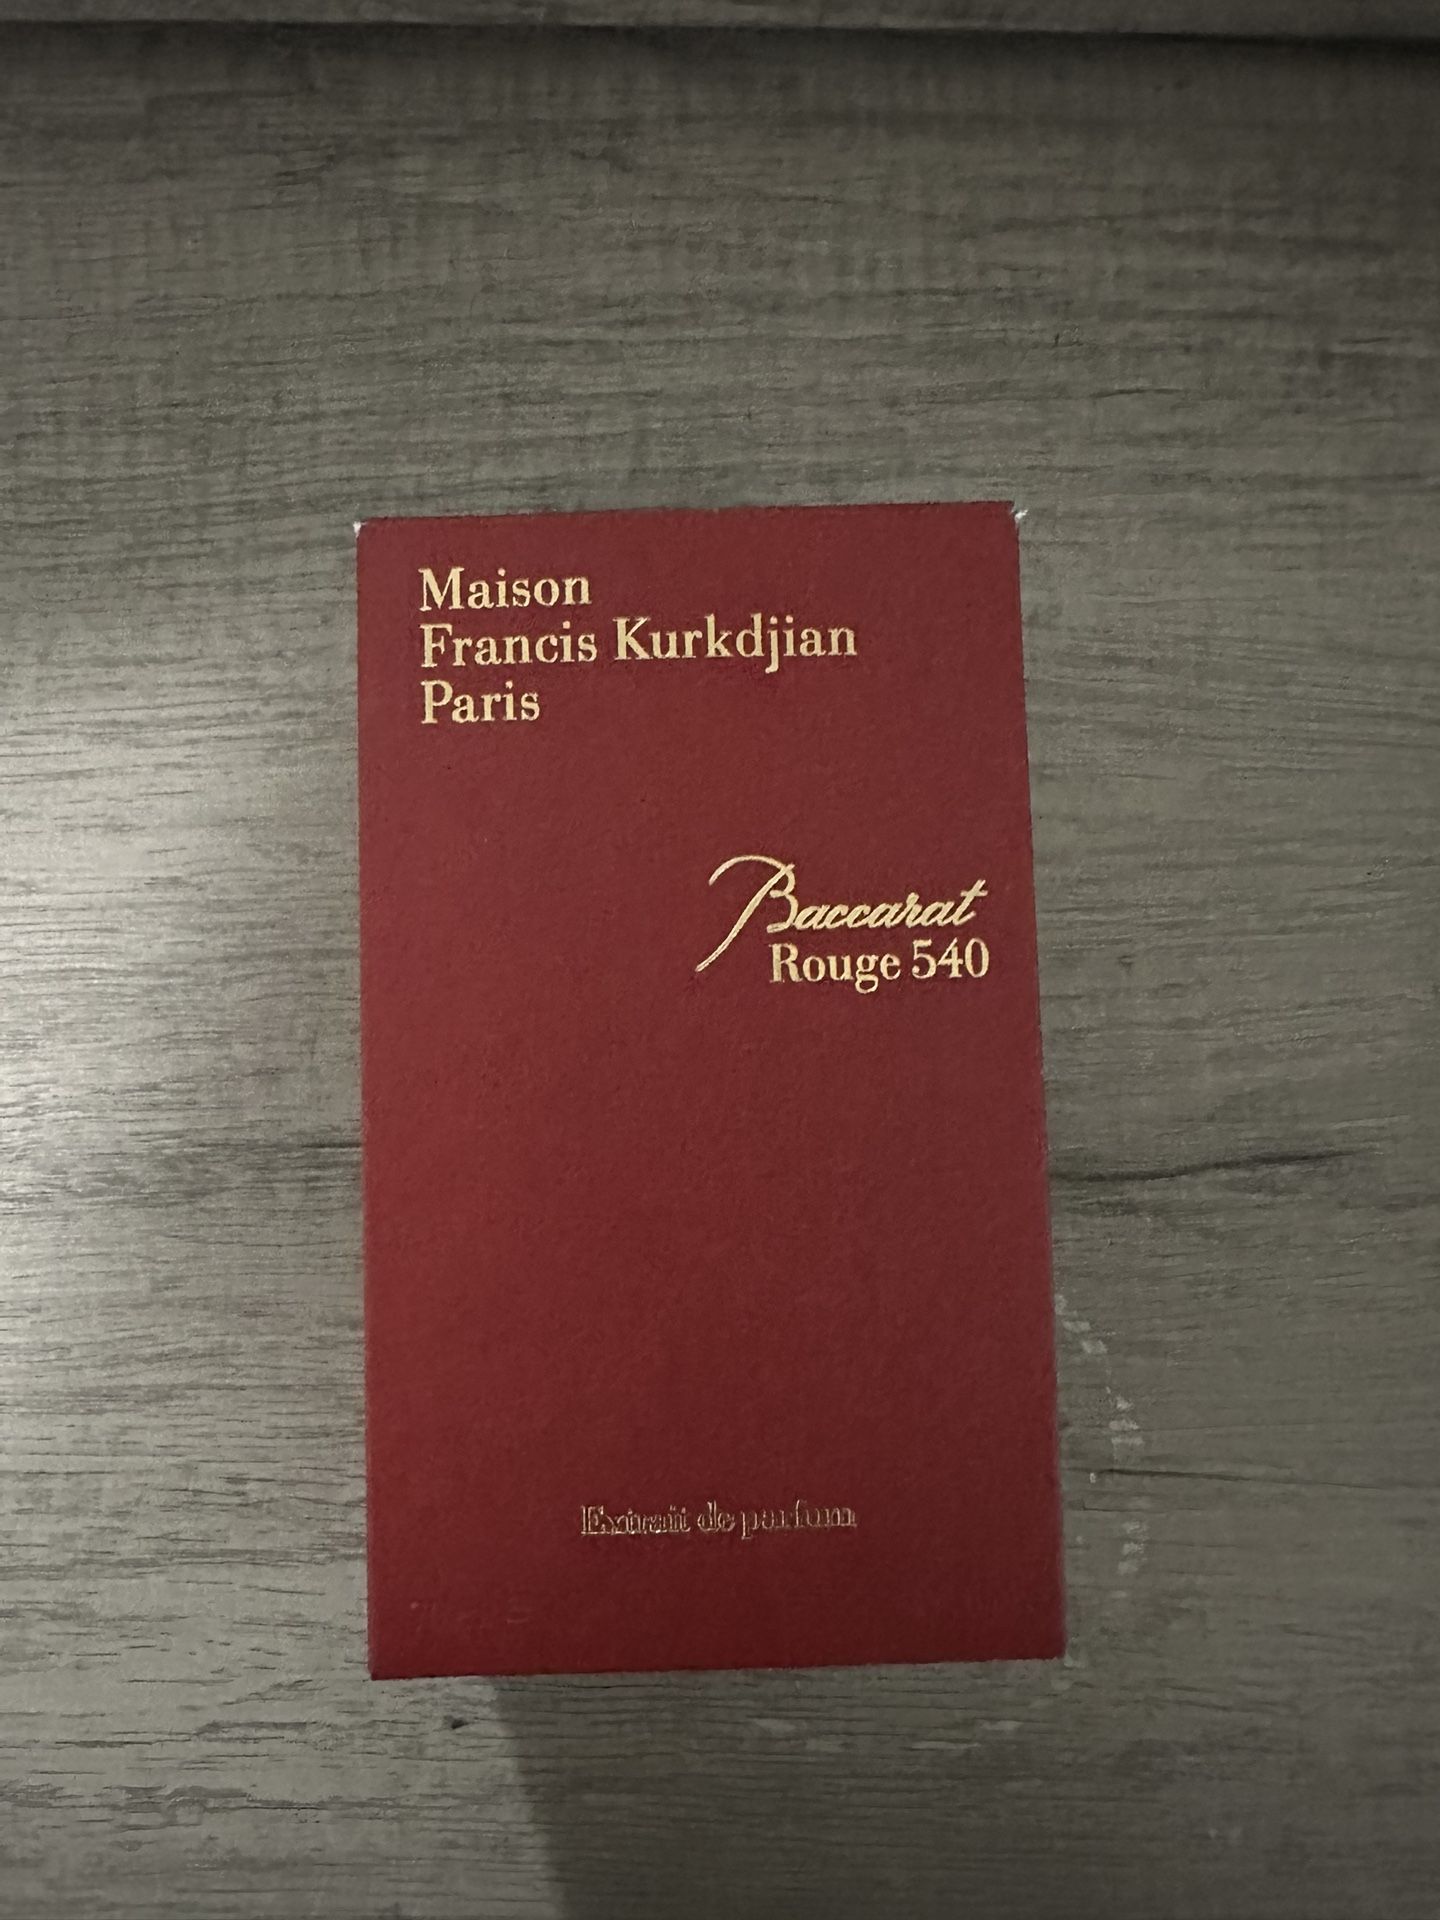 Maison
Francis Kurkdjian
Paris
Baccarat
Rouge 540
Extrait de parfum